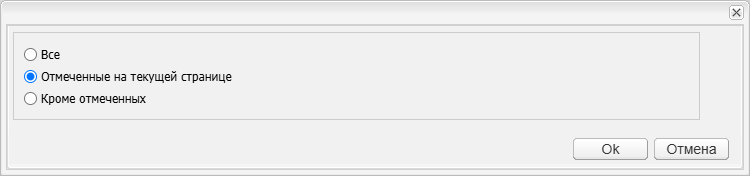 Все
Отмеченные на текущей странице
Кроме отмеченных
Ok Отмена